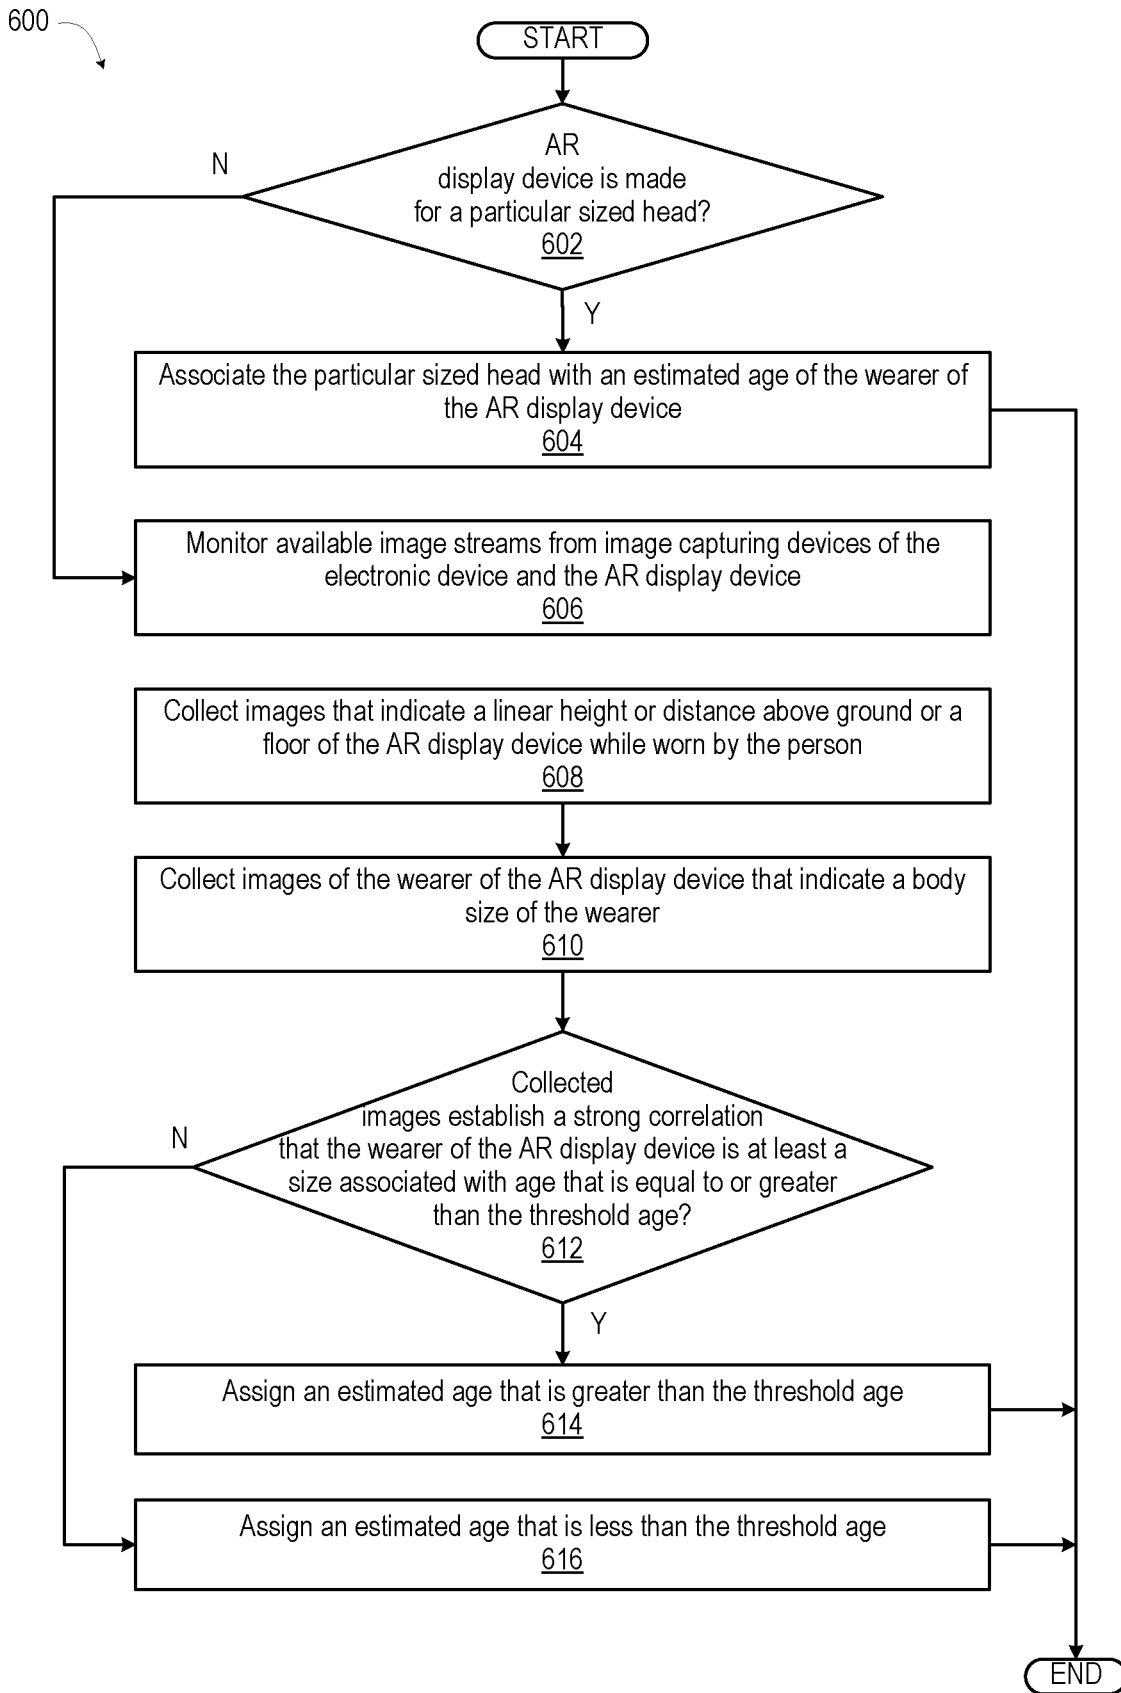 600
START
N
AR
display device is made
for a particular sized head?
602
Y
Associate the particular sized head with an estimated age of the wearer of
the AR display device
604
Monitor available image streams from image capturing devices of the
electronic device and the AR display device
606
Collect images that indicate a linear height or distance above ground or a
floor of the AR display device while worn by the person
608
Collect images of the wearer of the AR display device that indicate a body
size of the wearer
610
N
Collected
images establish a strong correlation
that the wearer of the AR display device is at least a
size associated with age that is equal to or greater
than the threshold age?
612
Y
Assign an estimated age that is greater than the threshold age
614
Assign an estimated age that is less than the threshold age
616
END